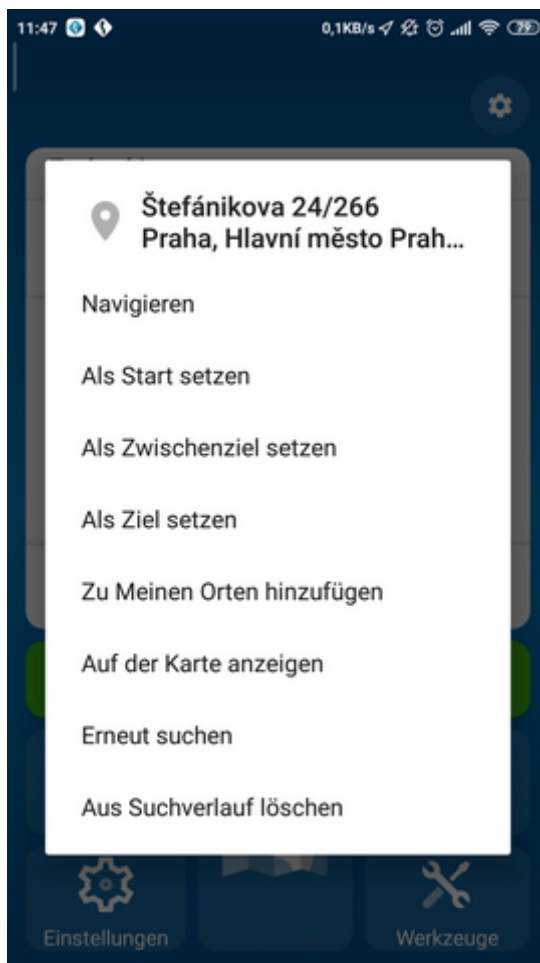 11:47
0,1KB/s
79
Štefánikova 24/266
Praha, Hlavní město Prah...
Navigieren
Als Start setzen
Als Zwischenziel setzen
Als Ziel setzen
Zu Meinen Orten hinzufügen
Auf der Karte anzeigen
Erneut suchen
Aus Suchverlauf löschen
Einstellungen
Werkzeuge